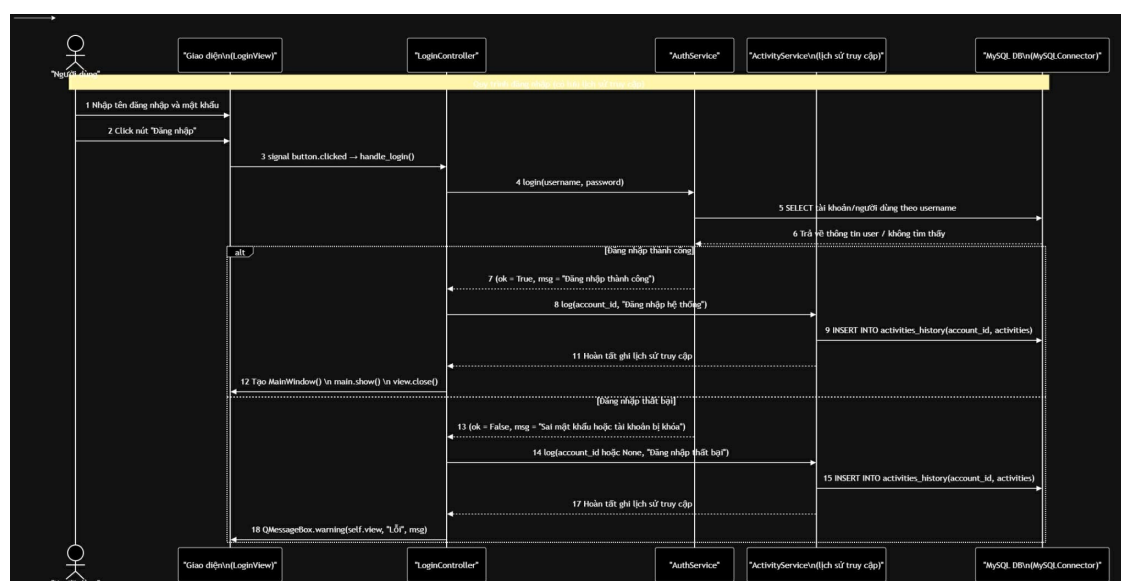 "Giao diện\n(LoginView)"
"LoginController"
"AuthService"
"ActivityService\n(lịch sử truy cập)"
"MySQL DB\n(MySQLConnector)"
"Người dùng"
1 Nhập tên đăng nhập và mật khẩu
2 Click nút "Đăng nhập"
3 signal button.clicked → handle_login()
4 login(username, password)
5 SELECT tài khoản/người dùng theo username
6 Trả về thông tin user / không tìm thấy
alt
[Đăng nhập thành công]
7 (ok = True, msg = "Đăng nhập thành công")
8 log(account_id, "Đăng nhập hệ thống")
9 INSERT INTO activities_history(account_id, activities)
11 Hoàn tất ghi lịch sử truy cập
12 Tạo MainWindow() \n main.show() \n view.close()
[Đăng nhập thất bại]
13 (ok = False, msg = "Sai mật khẩu hoặc tài khoản bị khóa")
14 log(account_id hoặc None, "Đăng nhập thất bại")
15 INSERT INTO activities_history(account_id, activities)
17 Hoàn tất ghi lịch sử truy cập
18 QMessageBox.warning(self.view, "Lỗi", msg)
"Giao diện\n(LoginView)"
"LoginController"
"AuthService"
"ActivityService\n(lịch sử truy cập)"
"MySQL DB\n(MySQLConnector)"